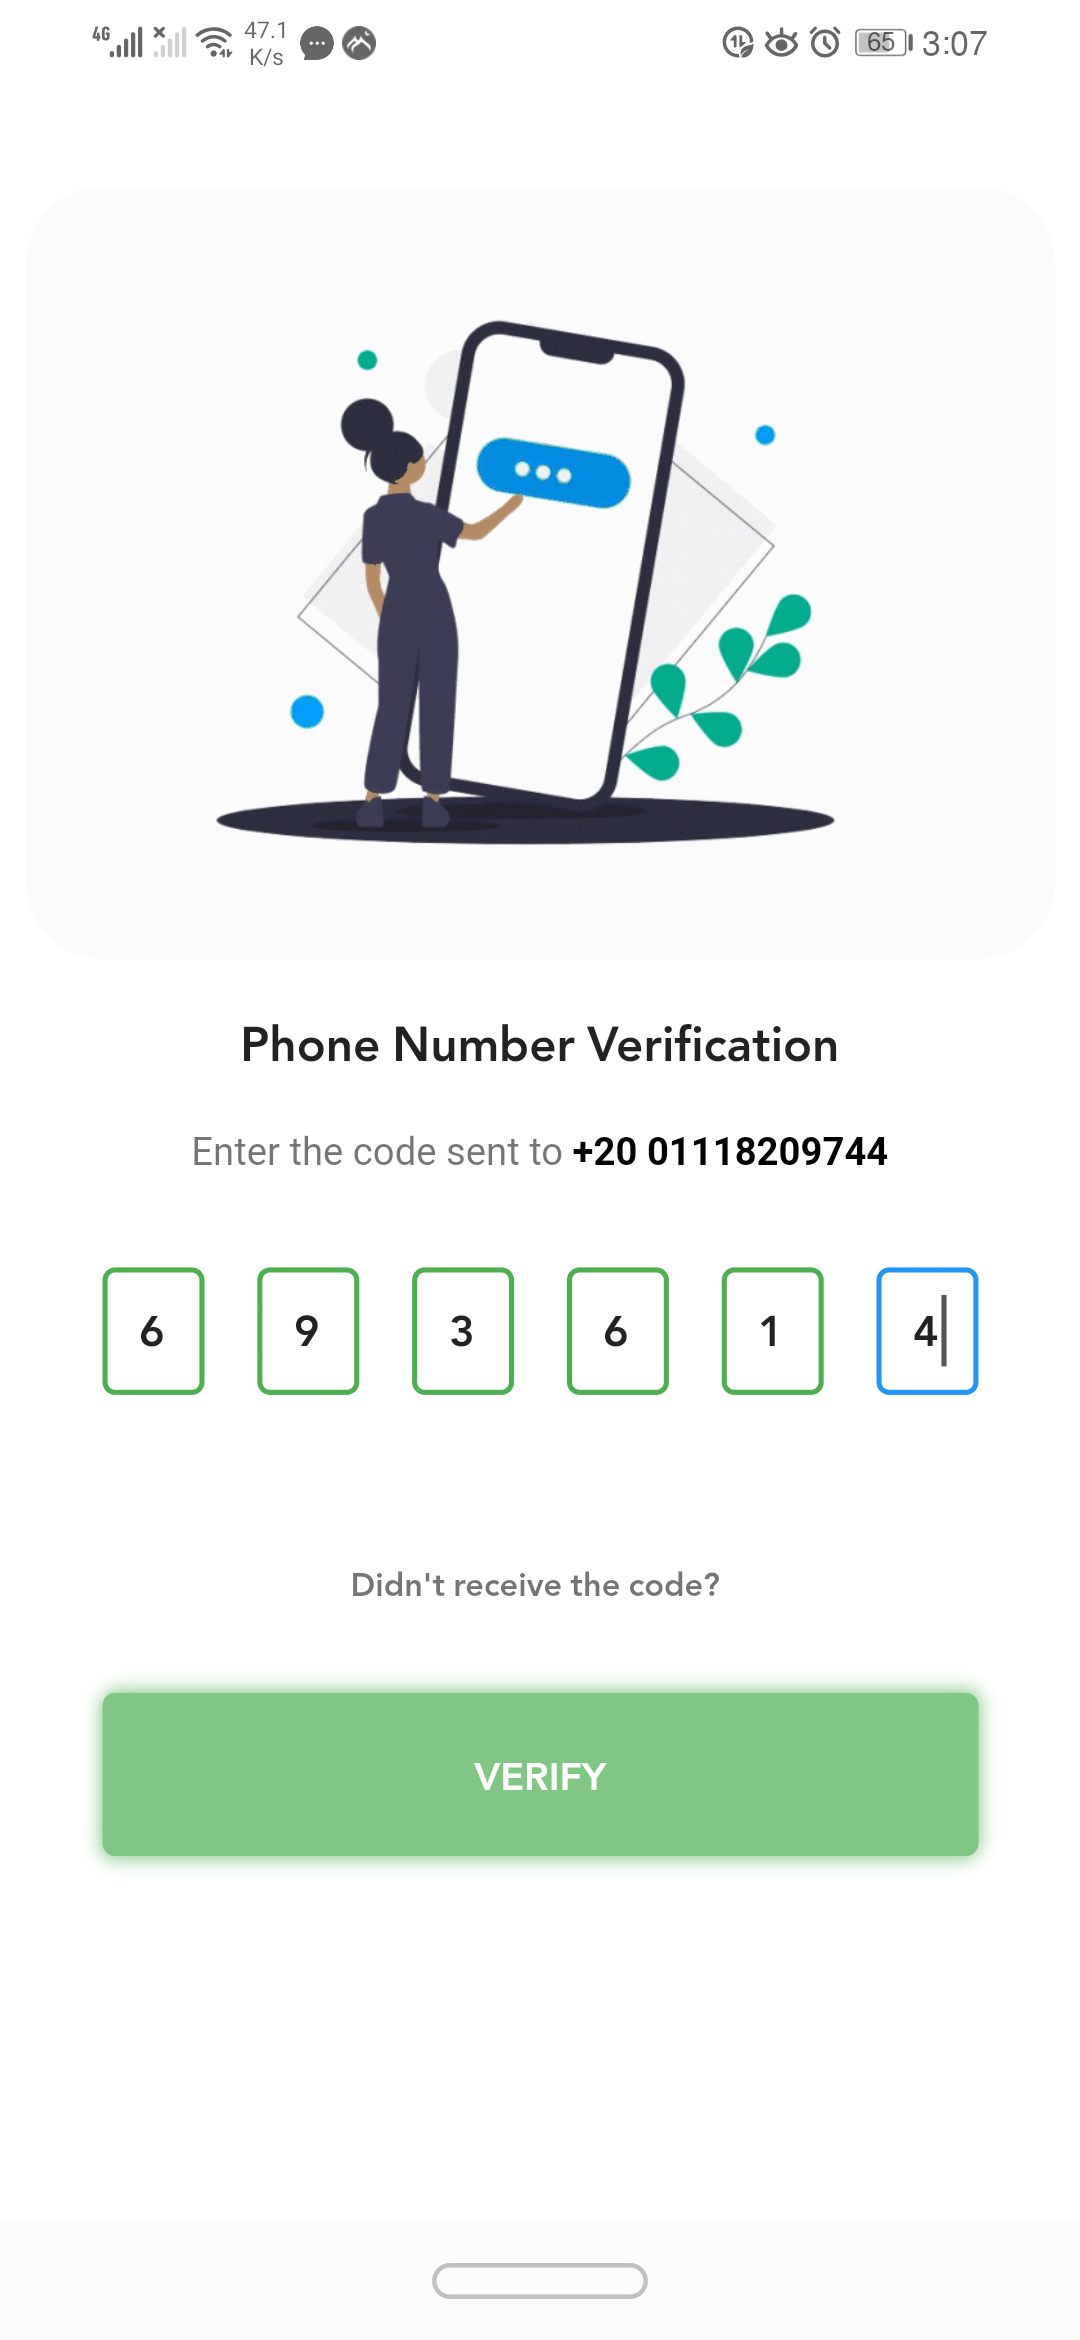 4G 47.1 K/s 65 3:07
Phone Number Verification
Enter the code sent to +20 01118209744
6 9 3 6 1 4
Didn't receive the code?
VERIFY